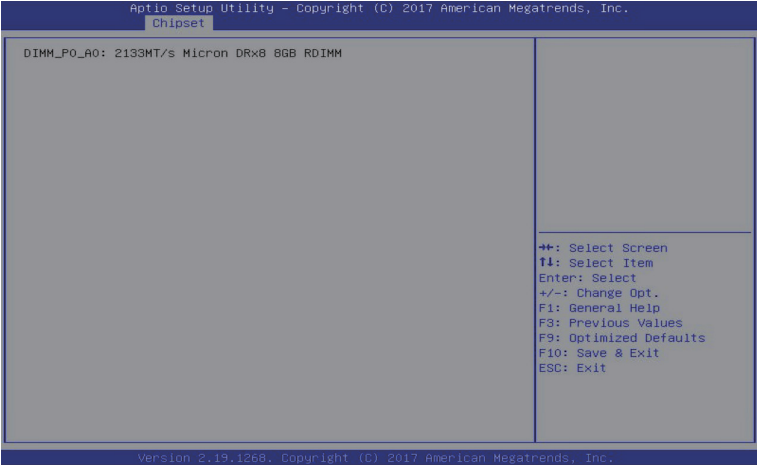 Aptio Setup Utility – Copyright (C) 2017 American Megatrends, Inc.
Chipset
DIMM_P0_A0: 2133MT/s Micron DRx8 8GB RDIMM
→←: Select Screen
↑↓: Select Item
Enter: Select
+/-: Change Opt.
F1: General Help
F3: Previous Values
F9: Optimized Defaults
F10: Save & Exit
ESC: Exit
Version 2.19.1268. Copyright (C) 2017 American Megatrends, Inc.